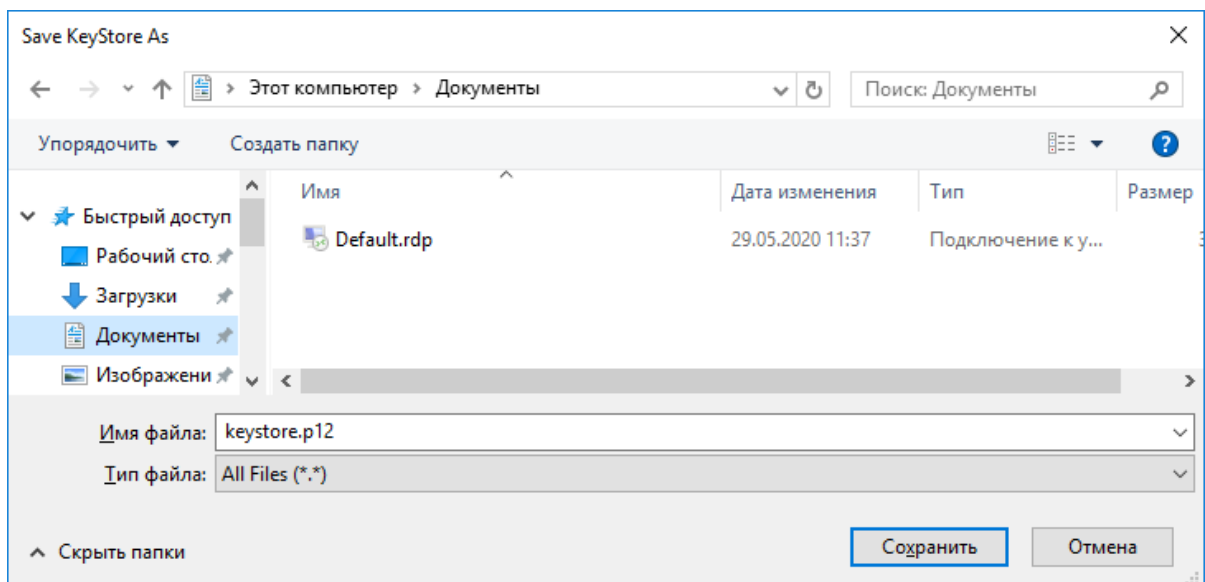 Save KeyStore As
Этот компьютер > Документы
Поиск: Документы
Упорядочить
Создать папку
Имя
Дата изменения
Тип
Размер
Быстрый доступ
Рабочий сто.
Загрузки
Документы
Изображени
Default.rdp
29.05.2020 11:37
Подключение к у...
Имя файла: keystore.p12
Тип файла: All Files (*.*)
Скрыть папки
Сохранить
Отмена